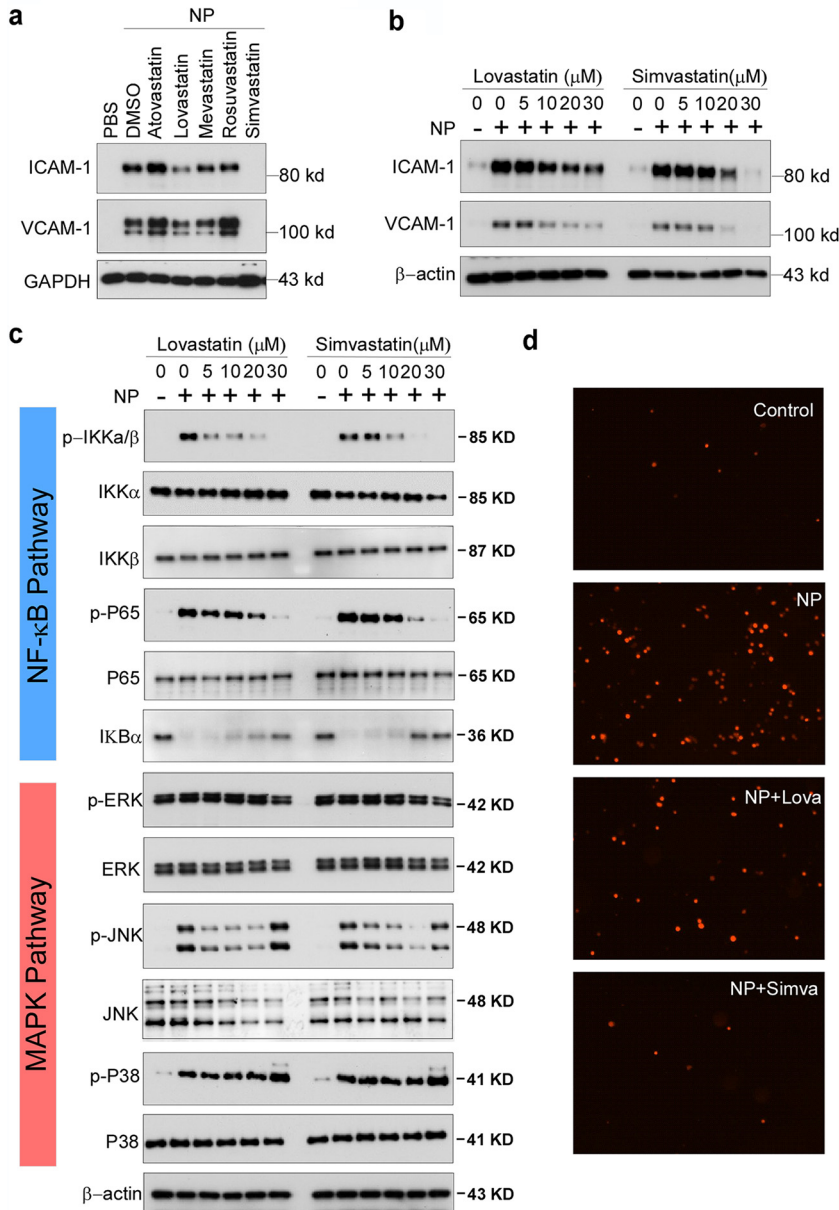 a
NP
PBS
DMSO
Atovastatin
Lovastatin
Mevastatin
Rosuvastatin
Simvastatin
ICAM-1
80 kd
VCAM-1
100 kd
GAPDH
43 kd
b
Lovastatin (μM) Simvastatin(μM)
0 0 5 10 20 30 0 0 5 10 20 30
NP - + + + + + - + + + + +
ICAM-1
80 kd
VCAM-1
100 kd
β-actin
43 kd
c
Lovastatin (μM) Simvastatin(μM)
0 0 5 10 20 30 0 0 5 10 20 30
NP - + + + + + - + + + + +
NF-κB Pathway
p-IKKa/β 85 KD
IKKα 85 KD
IKKβ 87 KD
p-P65 65 KD
P65 65 KD
IKBα 36 KD
MAPK Pathway
p-ERK 42 KD
ERK 42 KD
p-JNK 48 KD
JNK 48 KD
p-P38 41 KD
P38 41 KD
β-actin 43 KD
d
Control
NP
NP+Lova
NP+Simva